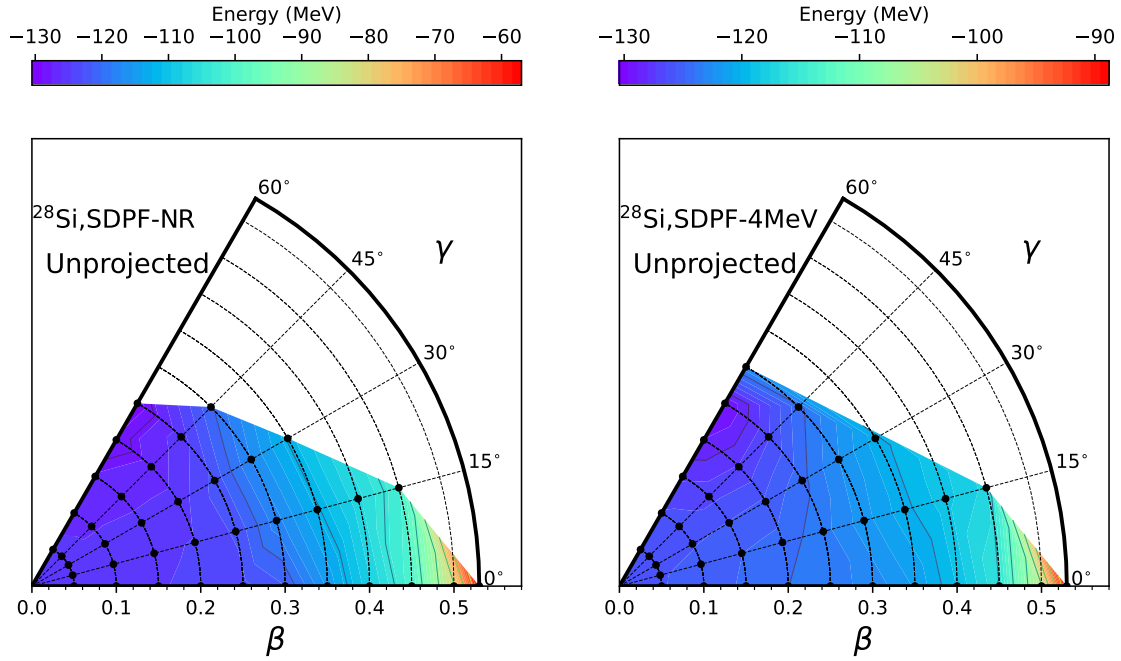 Energy (MeV)
−130 −120 −110 −100 −90 −80 −70 −60
60°
²⁸Si,SDPF-NR
Unprojected
γ
45°
30°
15°
0°
0.0 0.1 0.2 0.3 0.4 0.5
β
Energy (MeV)
−130 −120 −110 −100 −90
60°
²⁸Si,SDPF-4MeV
Unprojected
γ
45°
30°
15°
0°
0.0 0.1 0.2 0.3 0.4 0.5
β